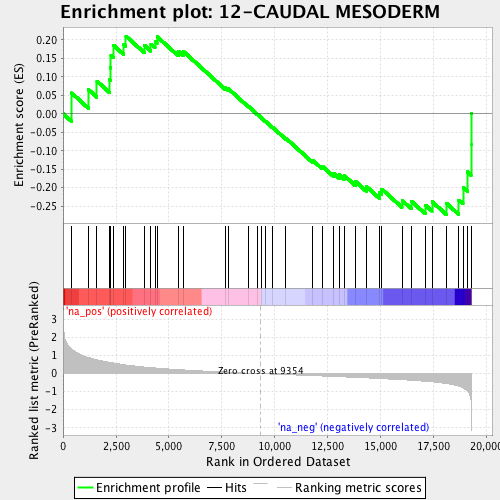 Enrichment plot: 12-CAUDAL MESODERM
Enrichment score (ES)
0.20
0.15
0.10
0.05
0.00
-0.05
-0.10
-0.15
-0.20
-0.25
'na_pos' (positively correlated)
Ranked list metric (PreRanked)
3
2
1
0
-1
-2
-3
Zero cross at 9354
'na_neg' (negatively correlated)
0
2,500
5,000
7,500
10,000
12,500
15,000
17,500
20,000
Rank in Ordered Dataset
Enrichment profile
Hits
Ranking metric scores